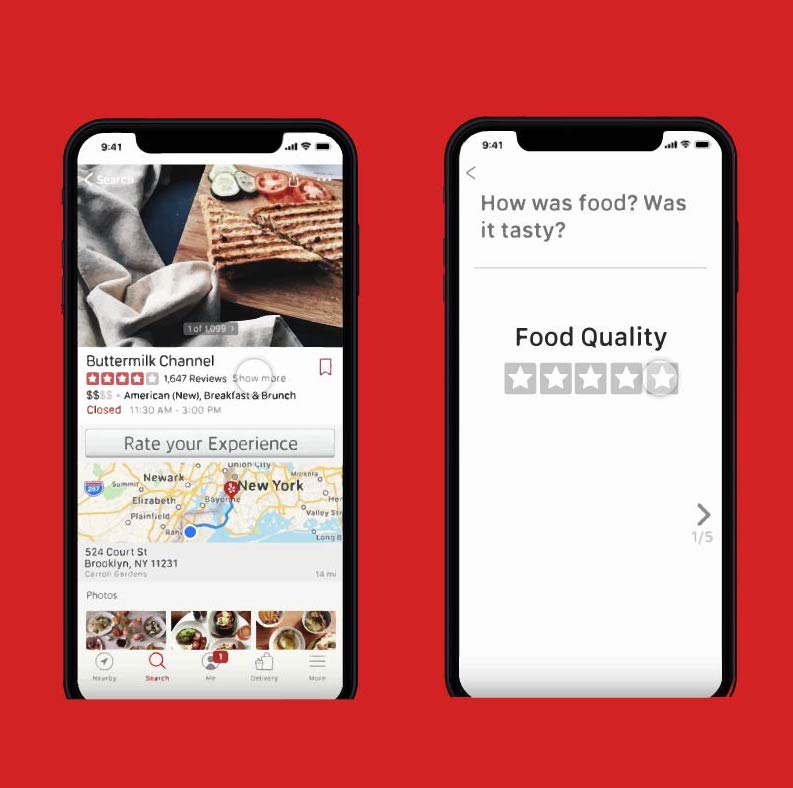 9:41
Search
1 of 1,099 >
Buttermilk Channel
1,647 Reviews Show more
$$$$ • American (New), Breakfast & Brunch
Closed 11:30 AM - 3:00 PM
Rate your Experience
Union City
Newark
Summit
287
New York
Elizabeth
Bayonne
Plainfield
Valley Str
Rah
Long B
524 Court St
Brooklyn, NY 11231
Carroll Gardens
14 mi
Photos
1
Nearby
Search
Me
Delivery
More
9:41
How was food? Was
it tasty?
Food Quality
1/5